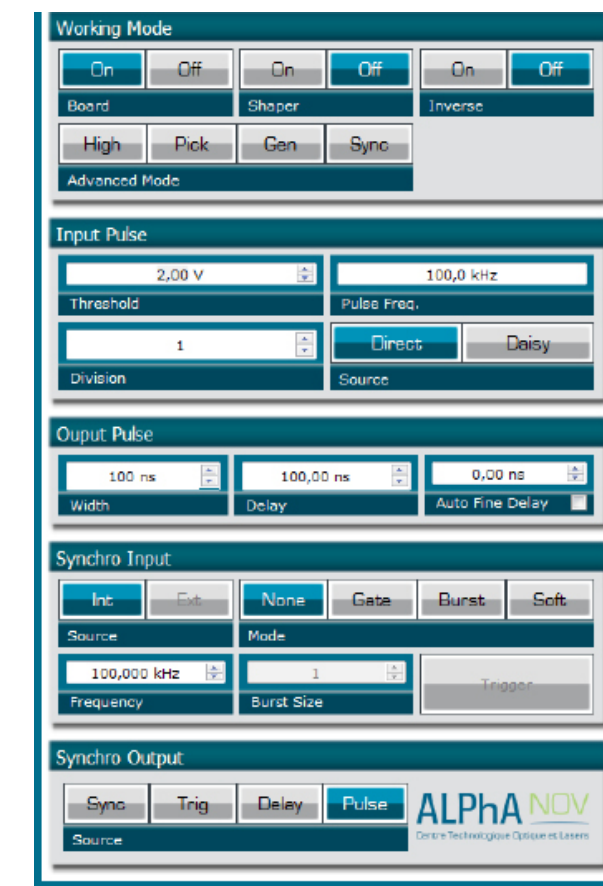 Working Mode
On Off On Off On Off
Board Shaper Inverse
High Pick Gen Sync
Advanced Mode
Input Pulse
2,00 V 100,0 kHz
Threshold Pulse Freq.
1 Direct Daisy
Division Source
Ouput Pulse
100 ns 100,00 ns 0,00 ns
Width Delay Auto Fine Delay
Synchro Input
Int Ext None Gate Burst Soft
Source Mode
100,000 kHz 1 Trigger
Frequency Burst Size
Synchro Output
Sync Trig Delay Pulse ALPhA NOV
Source Centre Technologique Optique et Lasers